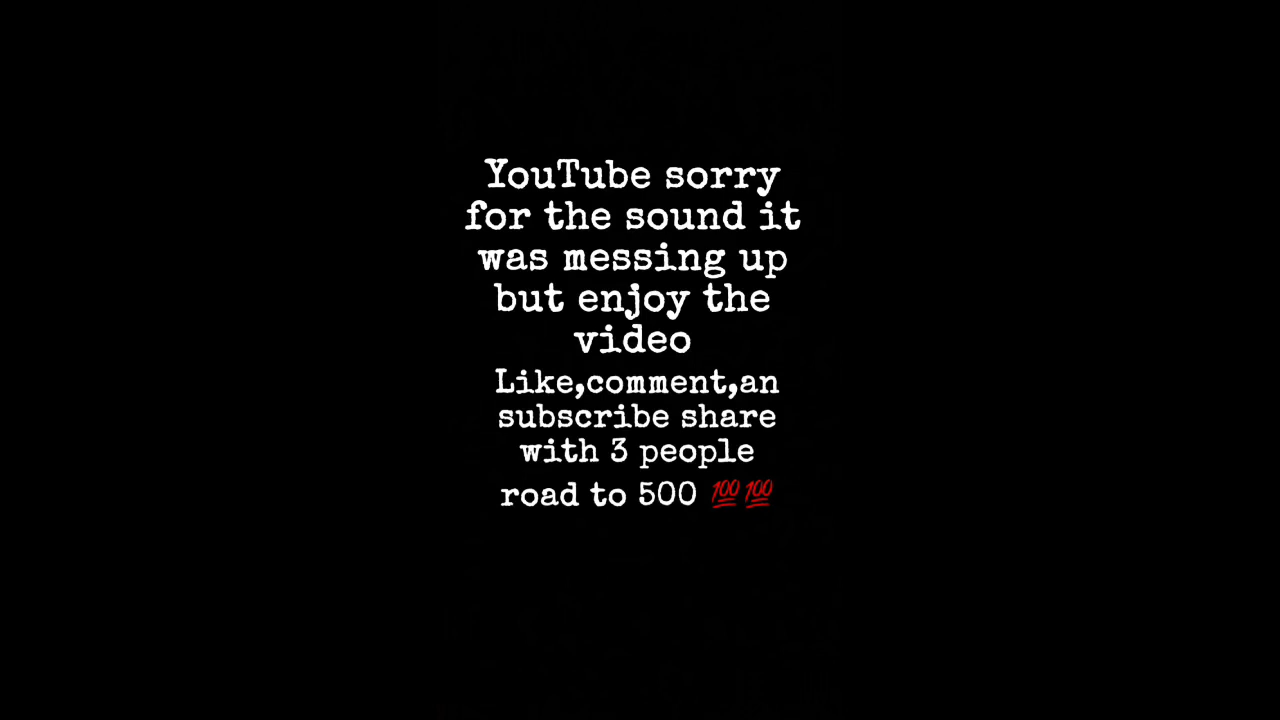 YouTube sorry
for the sound it
was messing up
but enjoy the
video
Like,comment,an
subscribe share
with 3 people
road to 500 💯💯